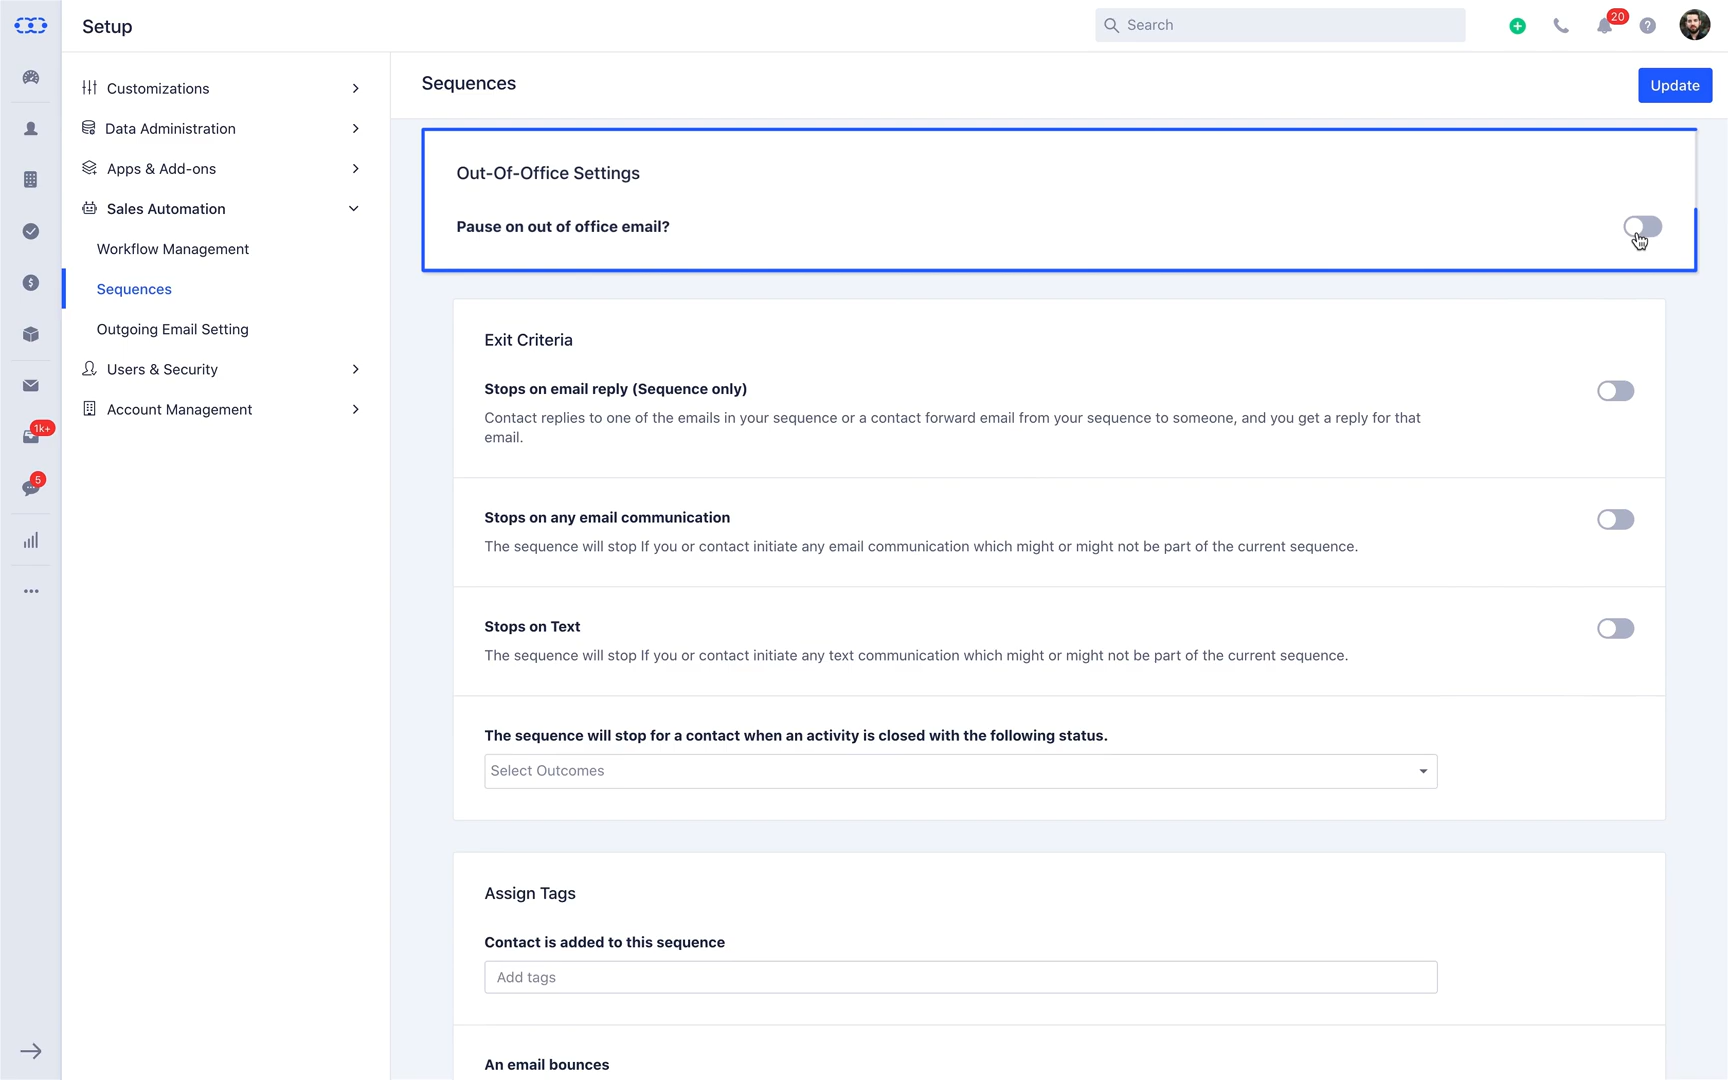 Setup
Search
20
Customizations
Data Administration
Apps & Add-ons
Sales Automation
Workflow Management
Sequences
Outgoing Email Setting
Users & Security
Account Management
1k+
5
Sequences
Update
Out-Of-Office Settings
Pause on out of office email?
Exit Criteria
Stops on email reply (Sequence only)
Contact replies to one of the emails in your sequence or a contact forward email from your sequence to someone, and you get a reply for that
email.
Stops on any email communication
The sequence will stop If you or contact initiate any email communication which might or might not be part of the current sequence.
Stops on Text
The sequence will stop If you or contact initiate any text communication which might or might not be part of the current sequence.
The sequence will stop for a contact when an activity is closed with the following status.
Select Outcomes
Assign Tags
Contact is added to this sequence
Add tags
An email bounces